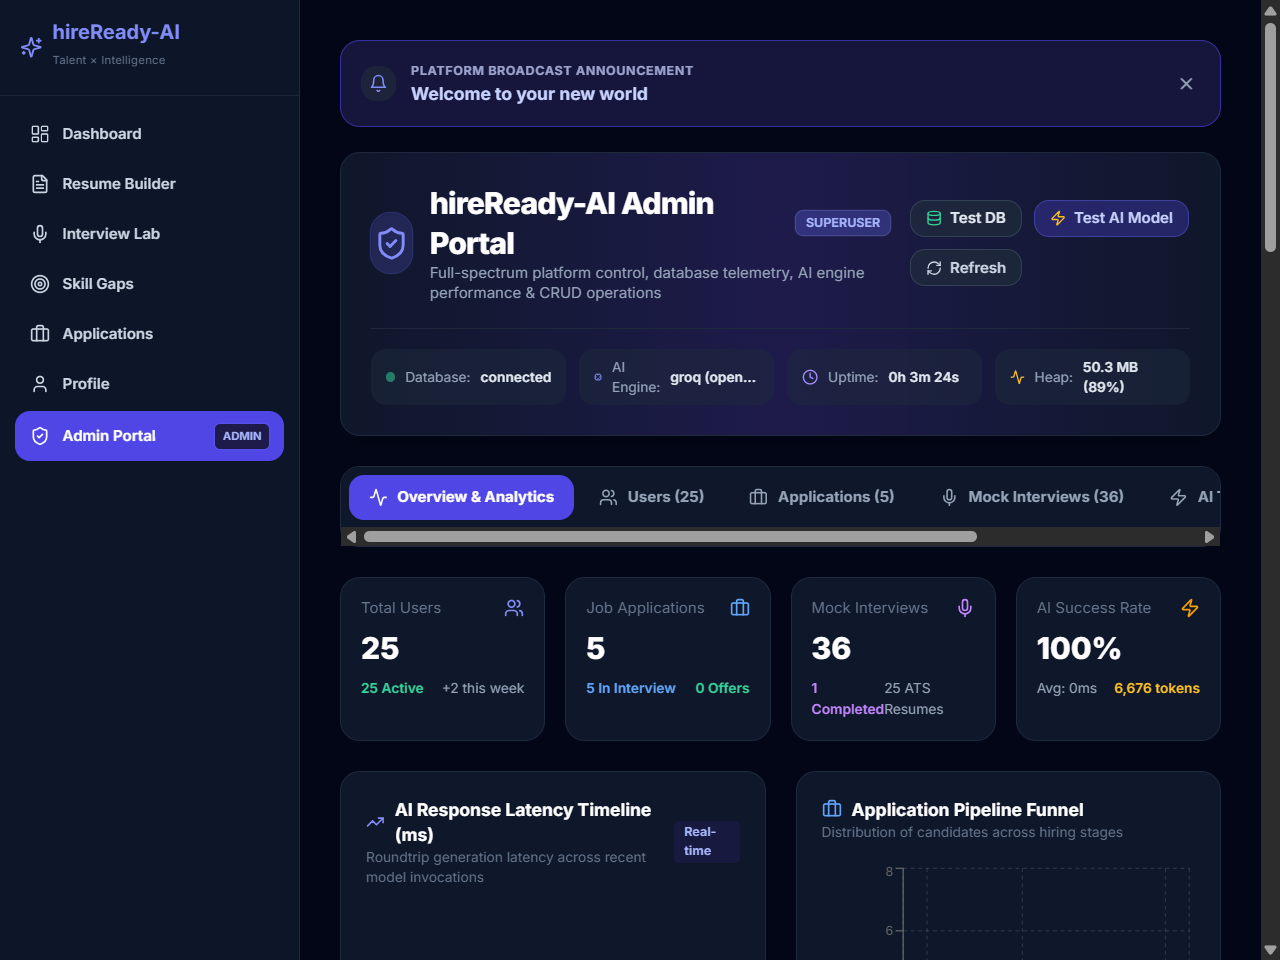 hireReady-AI
Talent × Intelligence
Dashboard
Resume Builder
Interview Lab
Skill Gaps
Applications
Profile
Admin Portal
ADMIN
PLATFORM BROADCAST ANNOUNCEMENT
Welcome to your new world
hireReady-AI Admin
Portal
SUPERUSER
Full-spectrum platform control, database telemetry, AI engine
performance & CRUD operations
Test DB
Test AI Model
Refresh
Database: connected
AI
Engine: groq (open...
Uptime: 0h 3m 24s
Heap: 50.3 MB
(89%)
Overview & Analytics
Users (25)
Applications (5)
Mock Interviews (36)
AI
Total Users
25
25 Active +2 this week
Job Applications
5
5 In Interview 0 Offers
Mock Interviews
36
1
Completed
25 ATS
Resumes
AI Success Rate
100%
Avg: 0ms 6,676 tokens
AI Response Latency Timeline
(ms)
Roundtrip generation latency across recent
model invocations
Real-
time
Application Pipeline Funnel
Distribution of candidates across hiring stages
8
6